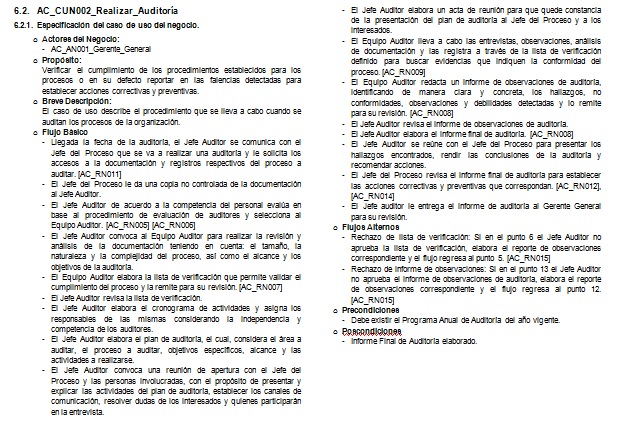 6.2. AC_CUN002_Realizar_Auditoría
6.2.1. Especificación del caso de uso del negocio.
o Actores del Negocio:
- AC_AN001_Gerente_General
o Propósito:
Verificar el cumplimiento de los procedimientos establecidos para los
procesos o en su defecto reportar en las falencias detectadas para
establecer acciones correctivas y preventivas.
o Breve Descripción:
El caso de uso describe el procedimiento que se lleva a cabo cuando se
auditan los procesos de la organización.
o Flujo Básico
- Llegada la fecha de la auditoría, el Jefe Auditor se comunica con el
Jefe del Proceso que se va a realizar una auditoría y le solicita los
accesos a la documentación y registros respectivos del proceso a
auditar. [AC_RN011]
- El Jefe del Proceso le da una copia no controlada de la documentación
al Jefe Auditor.
- El Jefe Auditor de acuerdo a la competencia del personal evalúa en
base al procedimiento de evaluación de auditores y selecciona al
Equipo Auditor. [AC_RN005] [AC_RN006]
- El Jefe Auditor convoca al Equipo Auditor para realizar la revisión y
análisis de la documentación teniendo en cuenta: el tamaño, la
naturaleza y la complejidad del proceso, así como el alcance y los
objetivos de la auditoría.
- El Equipo Auditor elabora la lista de verificación que permite validar el
cumplimiento del proceso y la remite para su revisión. [AC_RN007]
- El Jefe Auditor revisa la lista de verificación.
- El Jefe Auditor elabora el cronograma de actividades y asigna los
responsables de las mismas considerando la independencia y
competencia de los auditores.
- El Jefe Auditor elabora el plan de auditoría, el cual, considera el área a
auditar, el proceso a auditar, objetivos específicos, alcance y las
actividades a realizarse.
- El Jefe Auditor convoca una reunión de apertura con el Jefe del
Proceso y las personas involucradas, con el propósito de presentar y
explicar las actividades del plan de auditoría, establecer los canales de
comunicación, resolver dudas de los interesados y quienes participarán
en la entrevista.
- El Jefe Auditor elabora un acta de reunión para que quede constancia
de la presentación del plan de auditoría al Jefe del Proceso y a los
interesados.
- El Equipo Auditor lleva a cabo las entrevistas, observaciones, análisis
de documentación y las registra a través de la lista de verificación
definido para buscar evidencias que indiquen la conformidad del
proceso. [AC_RN009]
- El Equipo Auditor redacta un informe de observaciones de auditoría,
identificando de manera clara y concreta, los hallazgos, no
conformidades, observaciones y debilidades detectadas y lo remite
para su revisión. [AC_RN008]
- El Jefe Auditor revisa el informe de observaciones de auditoría.
- El Jefe Auditor elabora el informe final de auditoría. [AC_RN008]
- El Jefe Auditor se reúne con el Jefe del Proceso para presentar los
hallazgos encontrados, rendir las conclusiones de la auditoría y
recomendar acciones.
- El Jefe del Proceso revisa el informe final de auditoría para establecer
las acciones correctivas y preventivas que correspondan. [AC_RN012],
[AC_RN014]
- El Jefe auditor le entrega el informe de auditoría al Gerente General
para su revisión.
o Flujos Alternos
- Rechazo de lista de verificación: Si en el punto 6 el Jefe Auditor no
aprueba la lista de verificación, elabora el reporte de observaciones
correspondiente y el flujo regresa al punto 5. [AC_RN015]
- Rechazo de informe de observaciones: Si en el punto 13 el Jefe Auditor
no aprueba el informe de observaciones de auditoría, elabora el reporte
de observaciones correspondiente y el flujo regresa al punto 12.
[AC_RN015]
o Precondiciones
- Debe existir el Programa Anual de Auditoría del año vigente.
o Poscondiciones
- Informe Final de Auditoría elaborado.